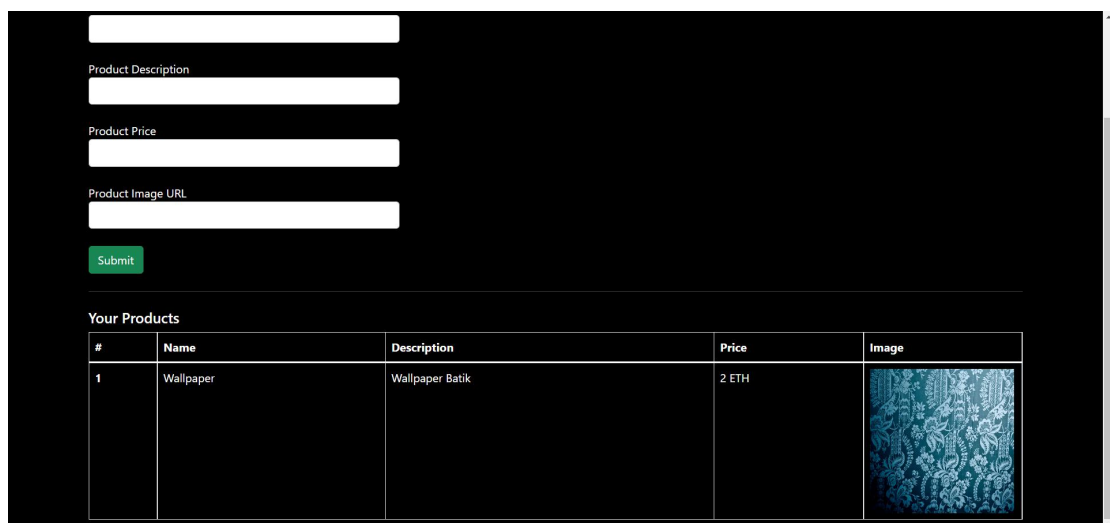 Product Description
Product Price
Product Image URL
Submit
Your Products
# Name Description Price Image
1 Wallpaper Wallpaper Batik 2 ETH